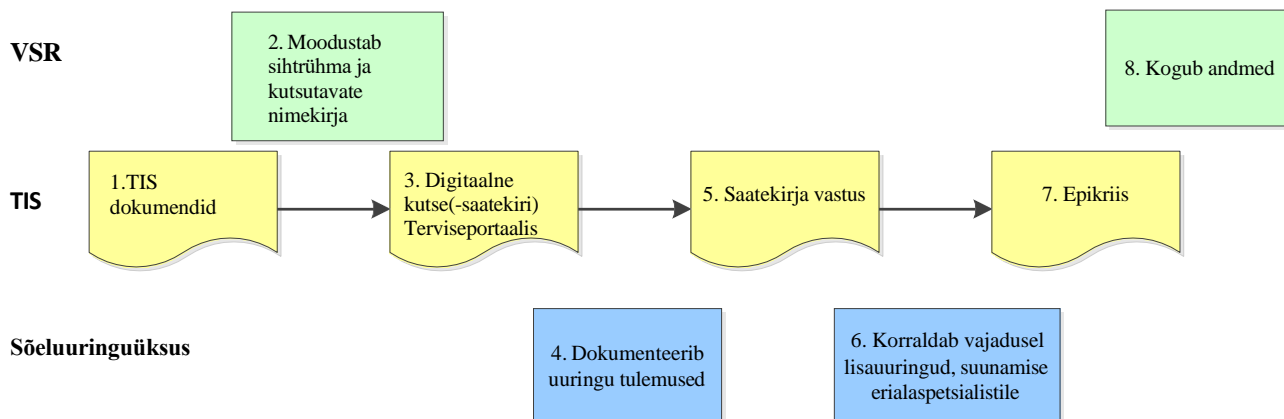 VSR
2. Moodustab
sihtrühma ja
kutsutavate
nimekirja
8. Kogub andmed
TIS
1.TIS
dokumendid
3. Digitaalne
kutse(-saatekiri)
Terviseportaalis
5. Saatekirja vastus
7. Epikriis
Sõeluuringuüksus
4. Dokumenteerib
uuringu tulemused
6. Korraldab vajadusel
lisauuringud, suunamise
erialaspetsialistile